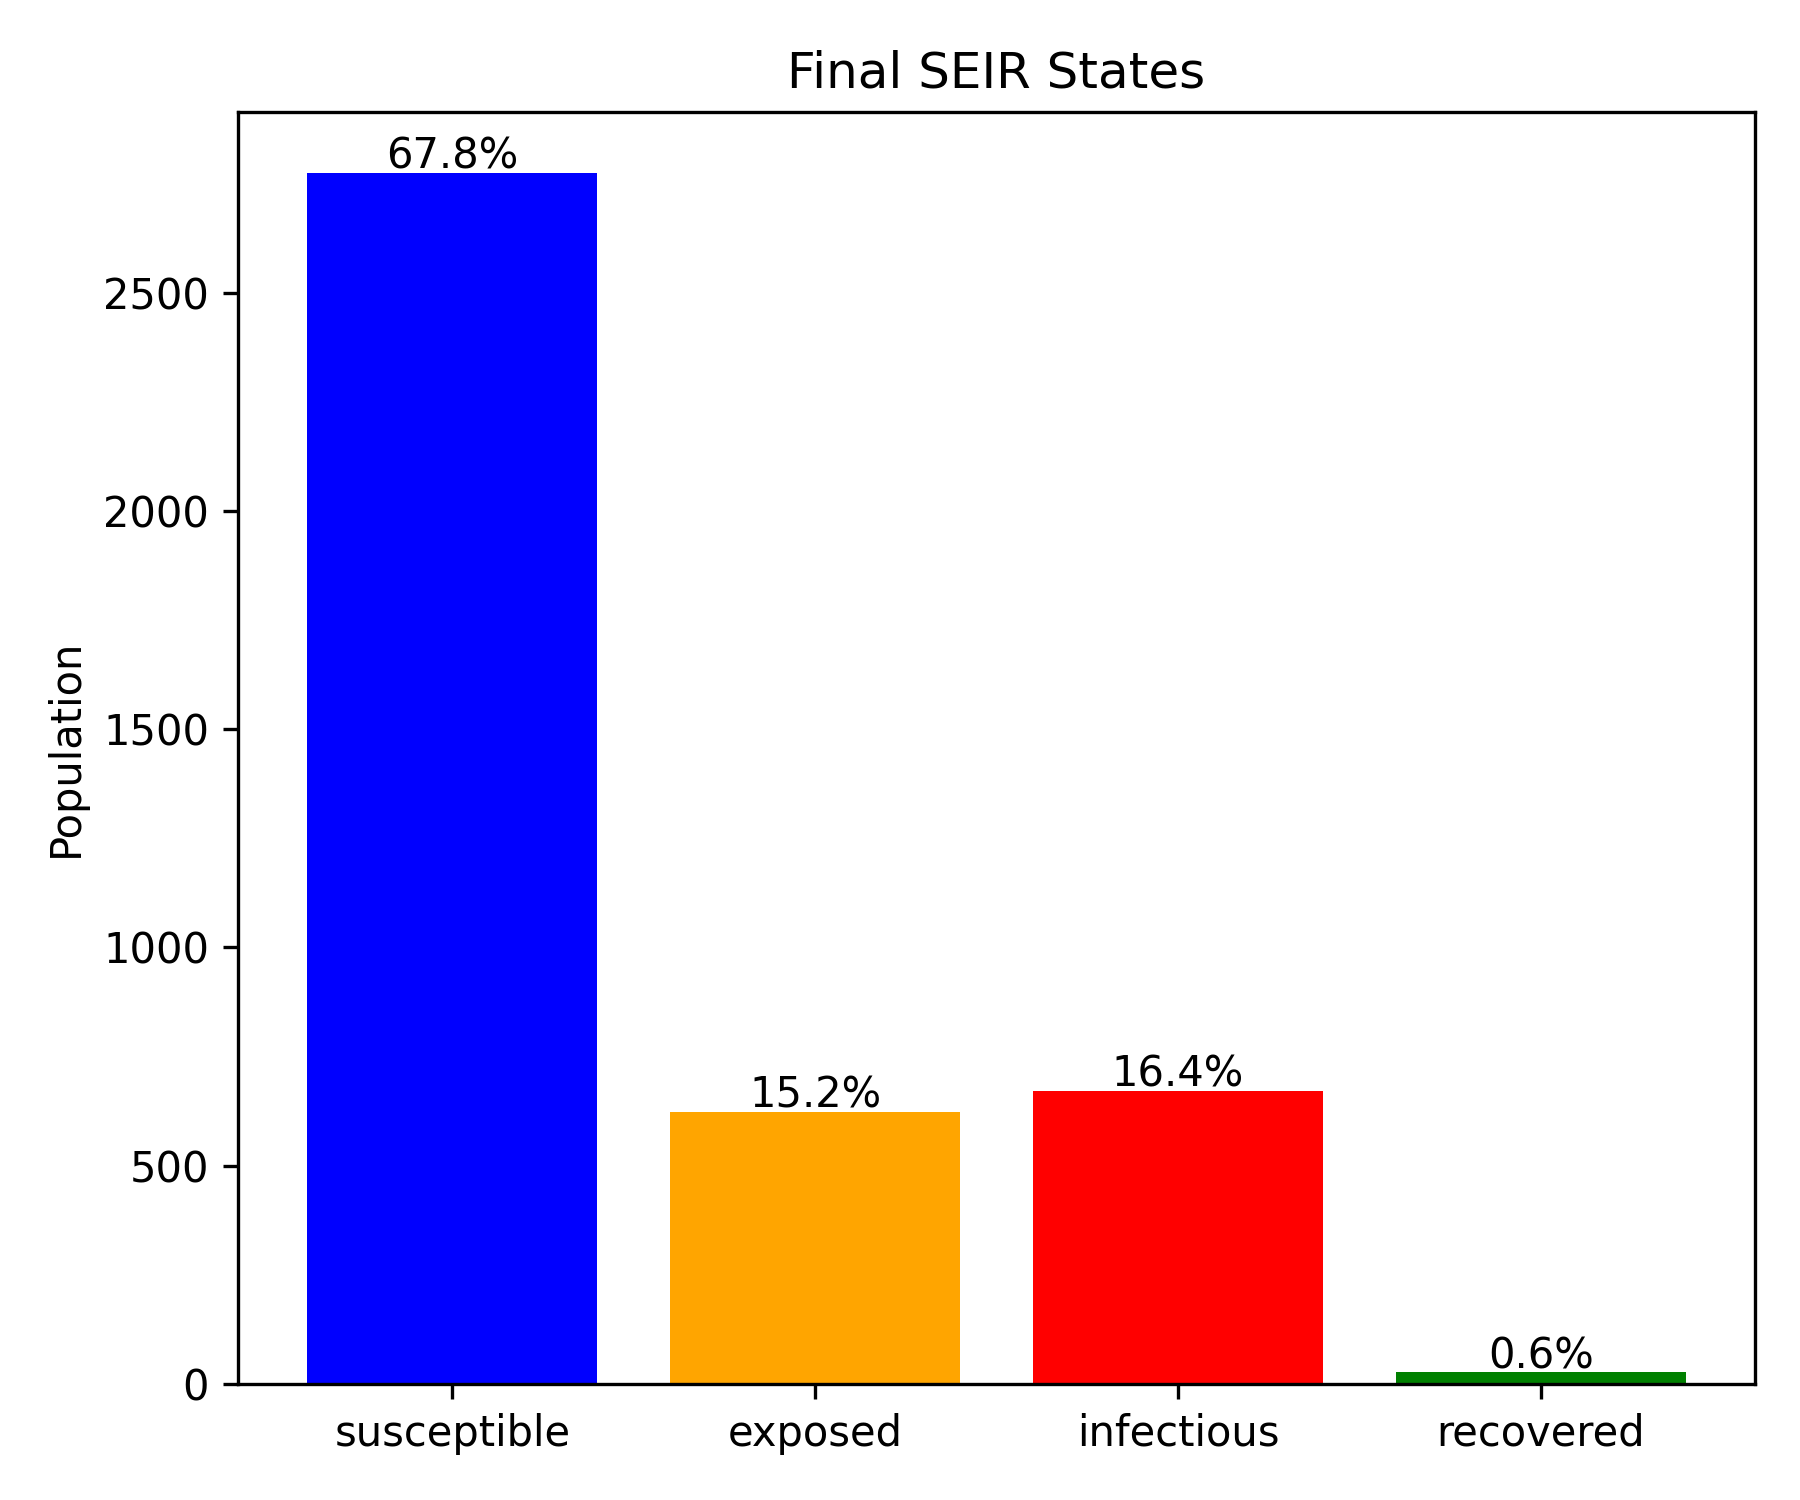 Final SEIR States
67.8%
2500
2000
1500
1000
500
0
Population
15.2%
16.4%
0.6%
susceptible
exposed
infectious
recovered